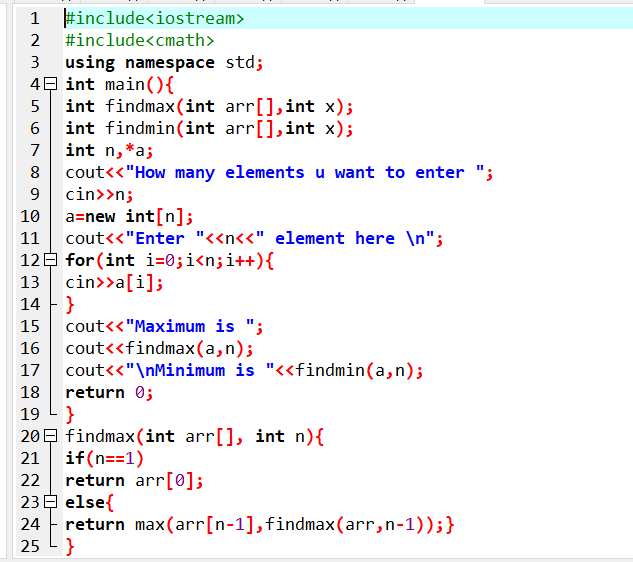 1 #include<iostream>
2 #include<cmath>
3 using namespace std;
4 int main(){
5 int findmax(int arr[],int x);
6 int findmin(int arr[],int x);
7 int n,*a;
8 cout<<"How many elements u want to enter ";
9 cin>>n;
10 a=new int[n];
11 cout<<"Enter "<<n<<" element here \n";
12 for(int i=0;i<n;i++){
13 cin>>a[i];
14 }
15 cout<<"Maximum is ";
16 cout<<findmax(a,n);
17 cout<<"\nMinimum is "<<findmin(a,n);
18 return 0;
19 }
20 findmax(int arr[], int n){
21 if(n==1)
22 return arr[0];
23 else{
24 return max(arr[n-1],findmax(arr,n-1));}
25 }